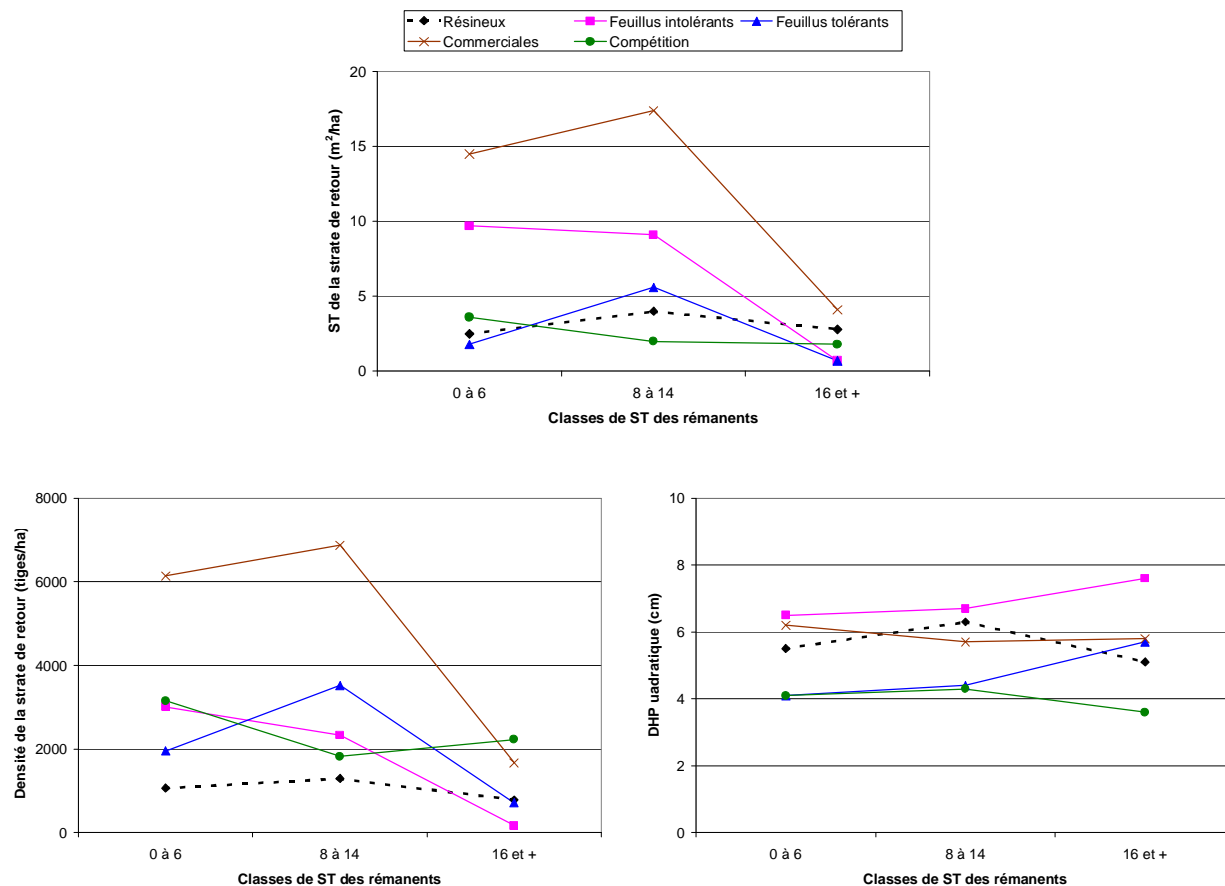 Résineux Feuillus intolérants Feuillus tolérants
Commerciales Compétition
ST de la strate de retour (m²/ha)
20
15
10
5
0
0 à 6 8 à 14 16 et +
Classes de ST des rémanents
Densité de la strate de retour (tiges/ha)
8000
6000
4000
2000
0
0 à 6 8 à 14 16 et +
Classes de ST des rémanents
DHP uadratique (cm)
10
8
6
4
2
0
0 à 6 8 à 14 16 et +
Classes de ST des rémanents